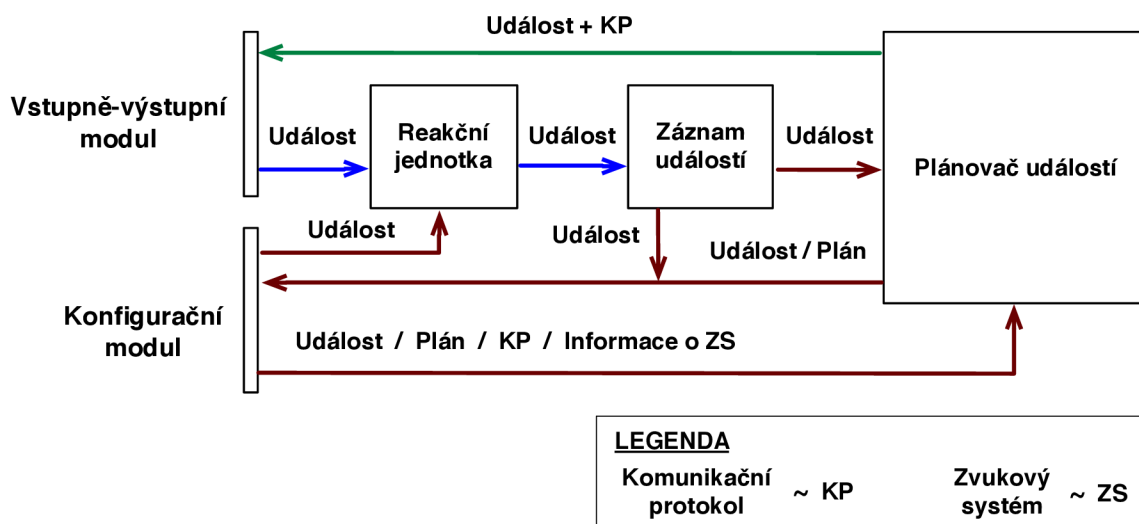 Událost + KP
Vstupně-výstupní
modul
Událost
Reakční
jednotka
Událost
Záznam
událostí
Událost
Plánovač událostí
Událost
Událost
Událost / Plán
Konfigurační
modul
Událost / Plán / KP / Informace o ZS
LEGENDA
Komunikační
protokol
~ KP
Zvukový
systém
~ ZS